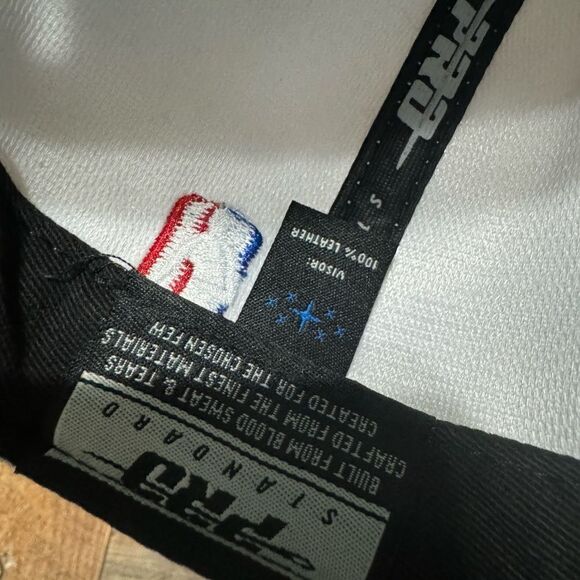 PRO
VISOR:
100% LEATHER
BUILT FROM BLOOD SWEAT & TEARS
CRAFTED FROM THE FINEST MATERIALS
CREATED FOR THE CHOSEN FEW
PRO
STANDARD